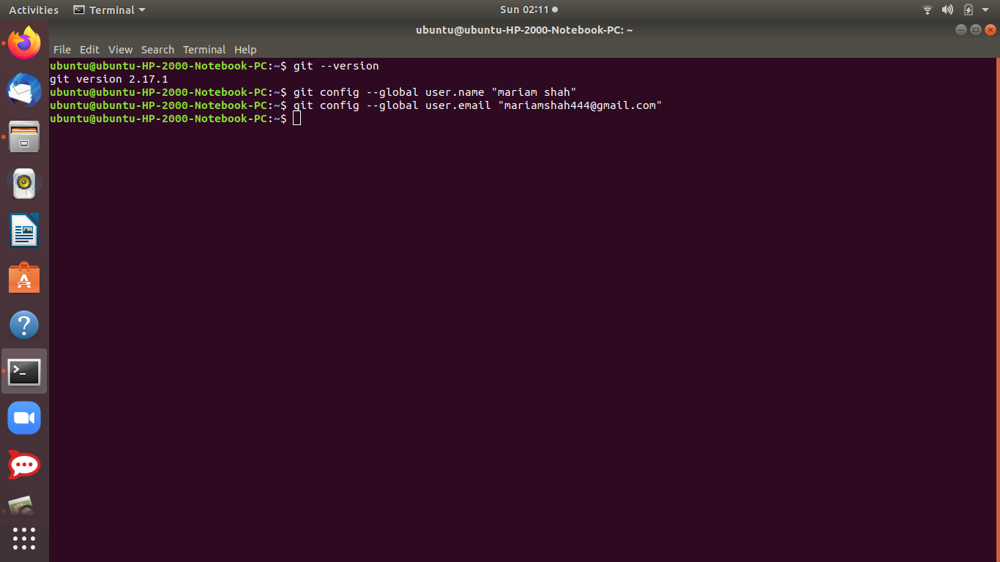 Activities Terminal Sun 02:11
ubuntu@ubuntu-HP-2000-Notebook-PC: ~
File Edit View Search Terminal Help
ubuntu@ubuntu-HP-2000-Notebook-PC:~$ git --version
git version 2.17.1
ubuntu@ubuntu-HP-2000-Notebook-PC:~$ git config --global user.name "mariam shah"
ubuntu@ubuntu-HP-2000-Notebook-PC:~$ git config --global user.email "mariamshah444@gmail.com"
ubuntu@ubuntu-HP-2000-Notebook-PC:~$